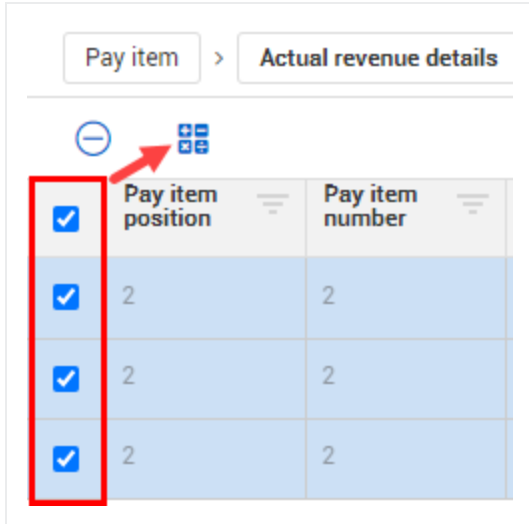 Pay item > Actual revenue details
Pay item Pay item
position number
2 2
2 2
2 2